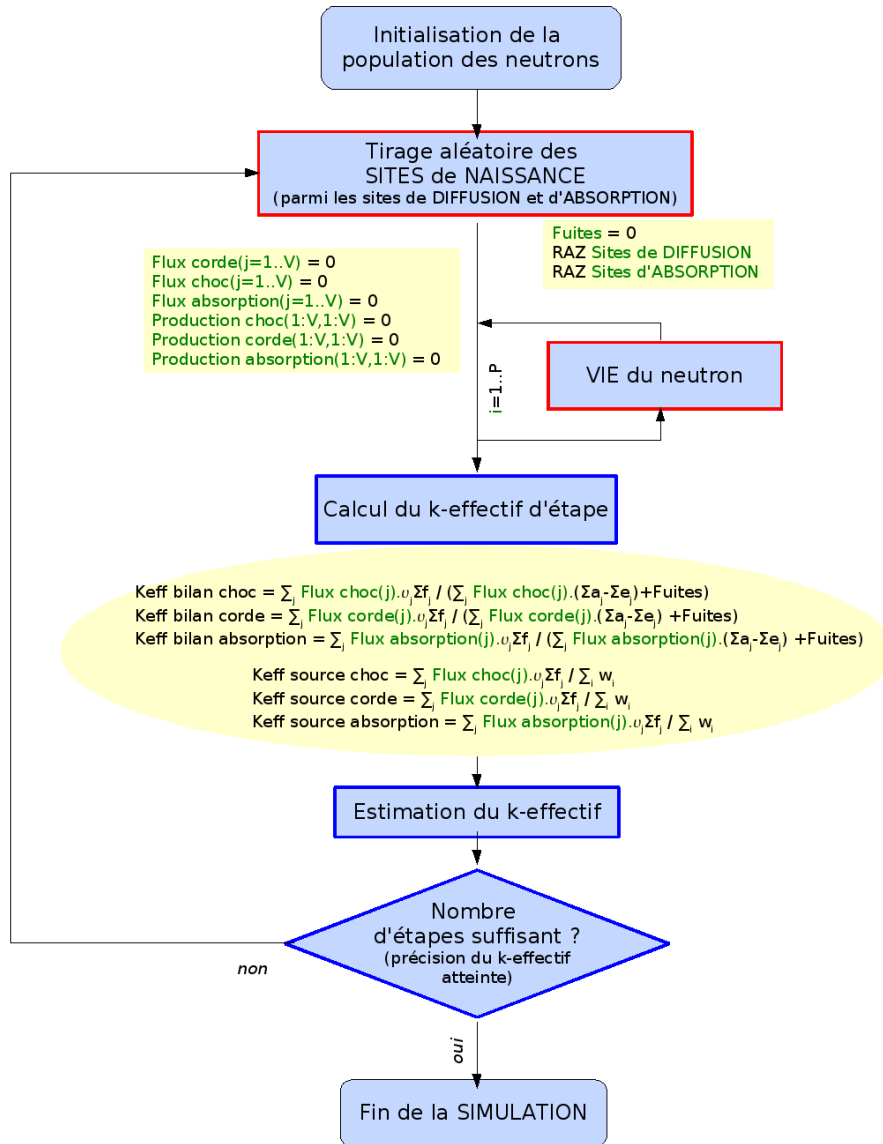 Initialisation de la
population des neutrons
Tirage aléatoire des
SITES de NAISSANCE
(parmi les sites de DIFFUSION et d'ABSORPTION)
Fuites = 0
RAZ Sites de DIFFUSION
RAZ Sites d'ABSORPTION
Flux corde(j=1..V) = 0
Flux choc(j=1..V) = 0
Flux absorption(j=1..V) = 0
Production choc(1:V,1:V) = 0
Production corde(1:V,1:V) = 0
Production absorption(1:V,1:V) = 0
i=1..P
VIE du neutron
Calcul du k-effectif d'étape
Keff bilan choc = ∑j Flux choc(j).υjΣfj / (∑j Flux choc(j).(Σaj-Σej)+Fuites)
Keff bilan corde = ∑j Flux corde(j).υjΣfj / (∑j Flux corde(j).(Σaj-Σej) +Fuites)
Keff bilan absorption = ∑j Flux absorption(j).υjΣfj / (∑j Flux absorption(j).(Σaj-Σej) +Fuites)
Keff source choc = ∑j Flux choc(j).υjΣfj / ∑i wi
Keff source corde = ∑j Flux corde(j).υjΣfj / ∑i wi
Keff source absorption = ∑j Flux absorption(j).υjΣfj / ∑i wi
Estimation du k-effectif
Nombre
d'étapes suffisant ?
(précision du k-effectif
atteinte)
non
oui
Fin de la SIMULATION